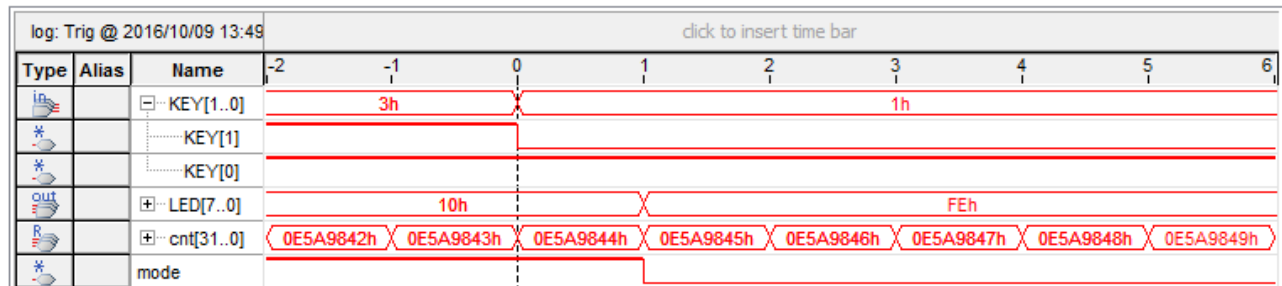 log: Trig @ 2016/10/09 13:49 click to insert time bar
Type Alias Name -2 -1 0 1 2 3 4 5 6
in KEY[1..0] 3h 1h
* KEY[1]
* KEY[0]
out LED[7..0] 10h FEh
R cnt[31..0] 0E5A9842h 0E5A9843h 0E5A9844h 0E5A9845h 0E5A9846h 0E5A9847h 0E5A9848h 0E5A9849h
* mode